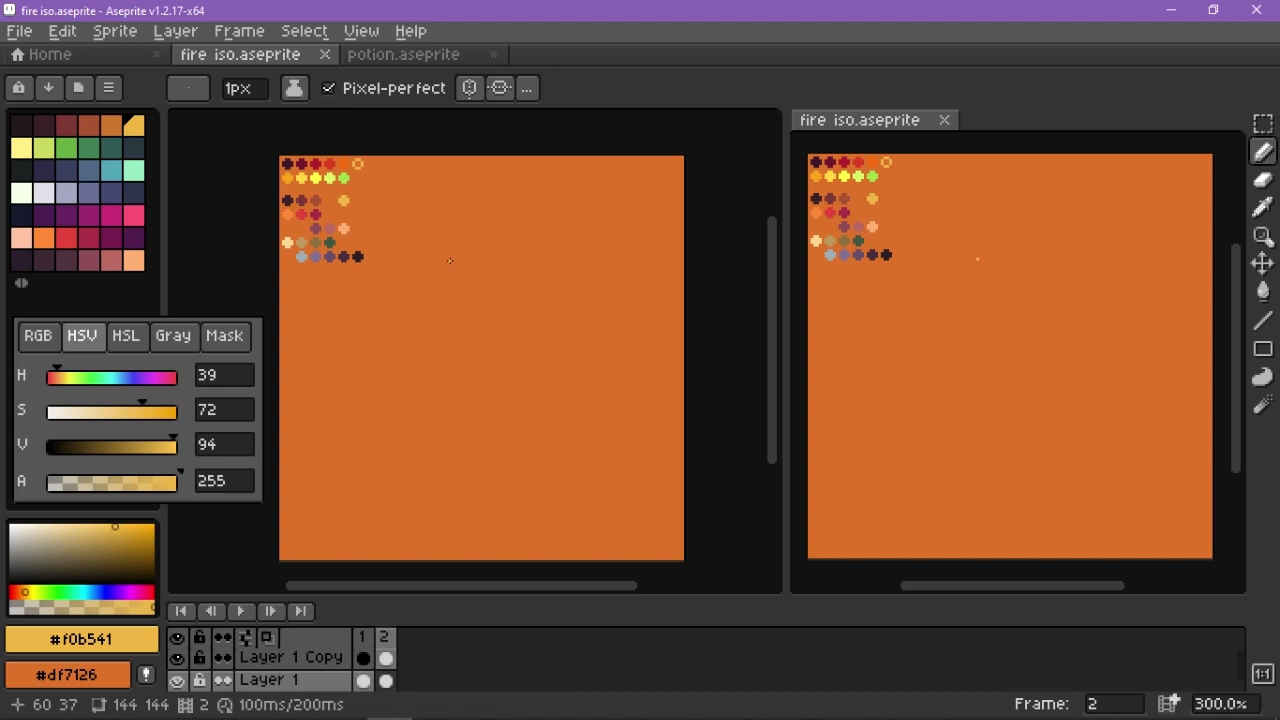 fire iso.aseprite - Aseprite v1.2.17-x64
File Edit Sprite Layer Frame Select View Help
Home fire iso.aseprite potion.aseprite
1px Pixel-perfect ...
fire iso.aseprite
RGB HSV HSL Gray Mask
H 39
S 72
V 94
A 255
#f0b541
#df7126
1 2
Layer 1 Copy
Layer 1
60 37 144 144 2 100ms/200ms Frame: 2 300.0%
1:1